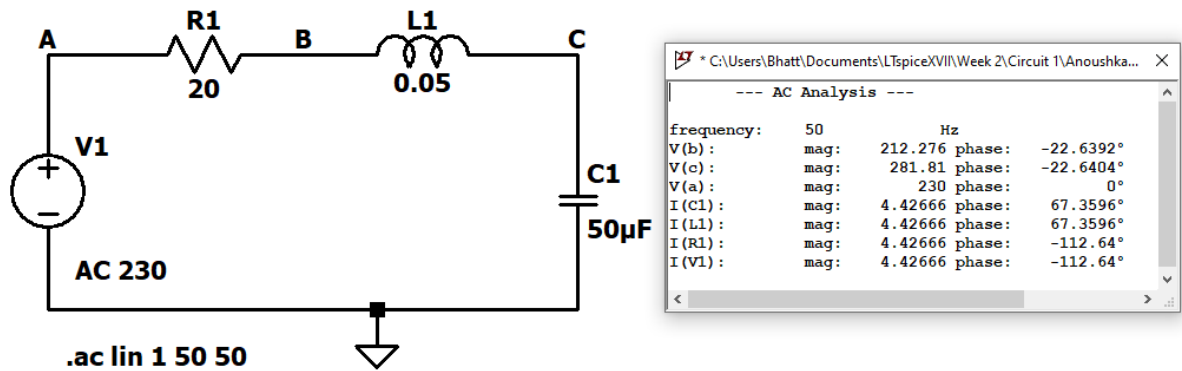 A
R1
20
B
L1
0.05
C
V1
AC 230
C1
50µF
.ac lin 1 50 50
* C:\Users\Bhatt\Documents\LTspiceXVII\Week 2\Circuit 1\Anoushka...
--- AC Analysis ---
frequency: 50 Hz
V(b): mag: 212.276 phase: -22.6392°
V(c): mag: 281.81 phase: -22.6404°
V(a): mag: 230 phase: 0°
I(C1): mag: 4.42666 phase: 67.3596°
I(L1): mag: 4.42666 phase: 67.3596°
I(R1): mag: 4.42666 phase: -112.64°
I(V1): mag: 4.42666 phase: -112.64°